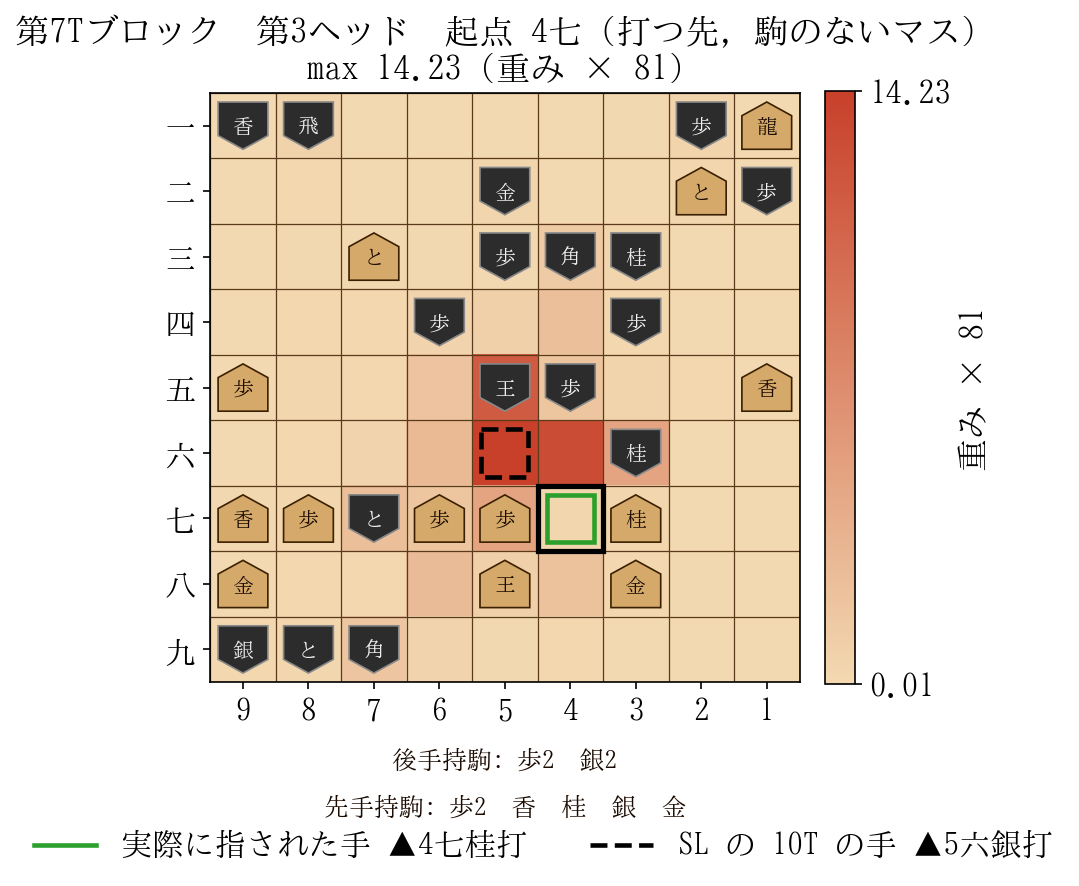 第7Tブロック　第3ヘッド　起点 4七 (打つ先, 駒のないマス)
max 14.23 (重み × 81)
14.23
一 香 飛 歩 龍
二 金 と 歩
三 と 歩 角 桂
四 歩 歩
五 歩 王 歩 香
六 桂
七 香 歩 と 歩 歩 桂
八 金 王 金
九 銀 と 角
0.01
重み × 81
9 8 7 6 5 4 3 2 1
後手持駒: 歩2　銀2
先手持駒: 歩2　香　桂　銀　金
実際に指された手 ▲4七桂打
SL の 10T の手 ▲5六銀打